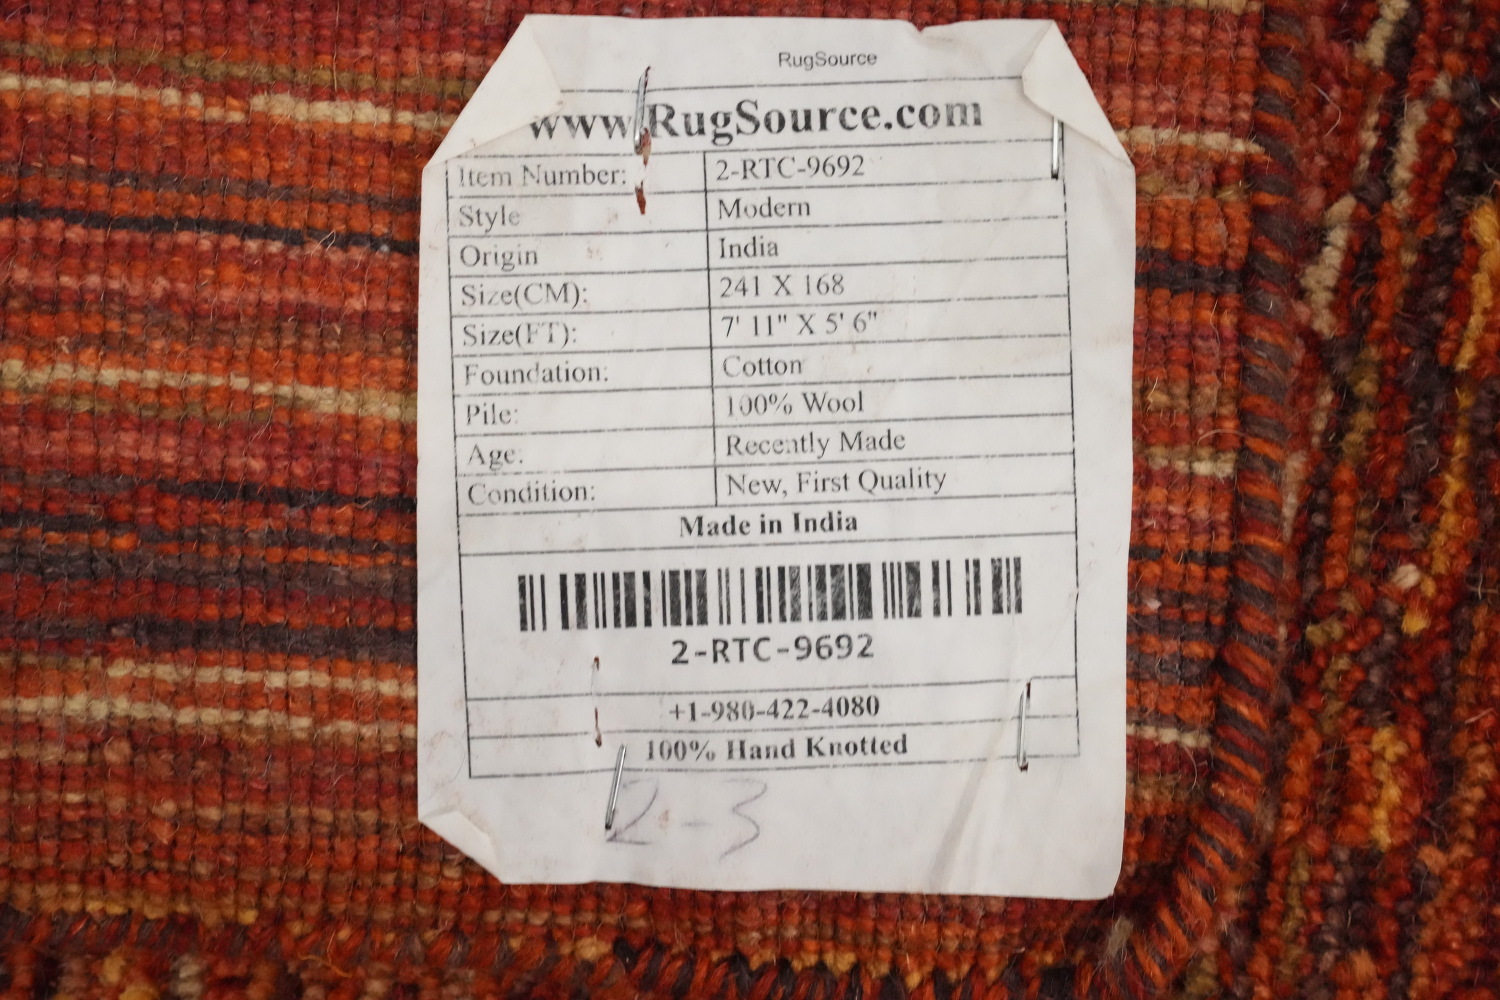 RugSource
www.RugSource.com
Item Number: 2-RTC-9692
Style Modern
Origin India
Size(CM): 241 X 168
Size(FT): 7' 11" X 5' 6"
Foundation: Cotton
Pile: 100% Wool
Age: Recently Made
Condition: New, First Quality
Made in India
2-RTC-9692
+1-980-422-4080
100% Hand Knotted
2-3